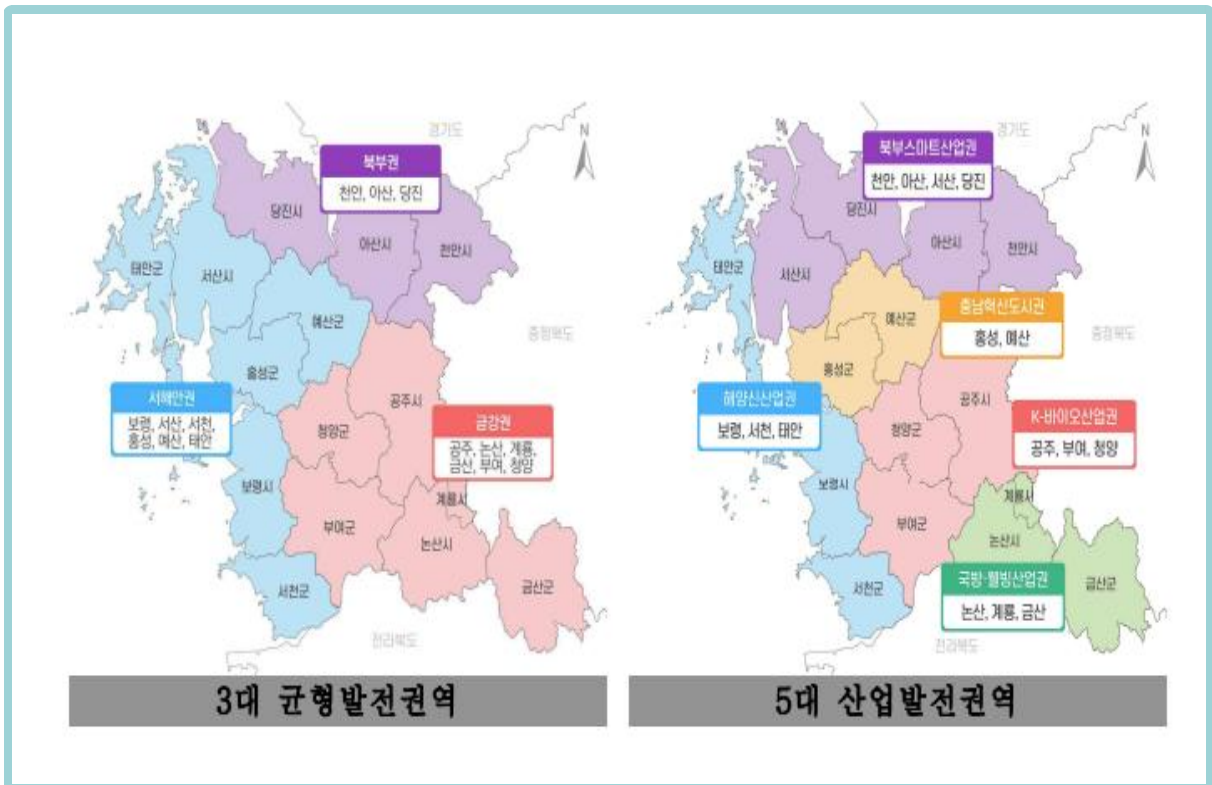 경기도
N
북부권
천안, 아산, 당진
당진시
아산시
천안시
태안군
서산시
예산군
충청북도
홍성군
서해안권
보령, 서산, 서천,
홍성, 예산, 태안
공주시
금강권
공주, 논산, 계룡,
금산, 부여, 청양
청양군
보령시
계룡시
부여군
논산시
서천군
금산군
전라북도
3대 균형발전권역
경기도
N
북부스마트산업권
천안, 아산, 서산, 당진
당진시
아산시
천안시
태안군
서산시
충남혁신도시권
홍성, 예산
예산군
충청북도
홍성군
해양신산업권
보령, 서천, 태안
공주시
K-바이오산업권
공주, 부여, 청양
청양군
보령시
계룡시
부여군
논산시
국방·웰빙산업권
논산, 계룡, 금산
서천군
금산군
전라북도
5대 산업발전권역